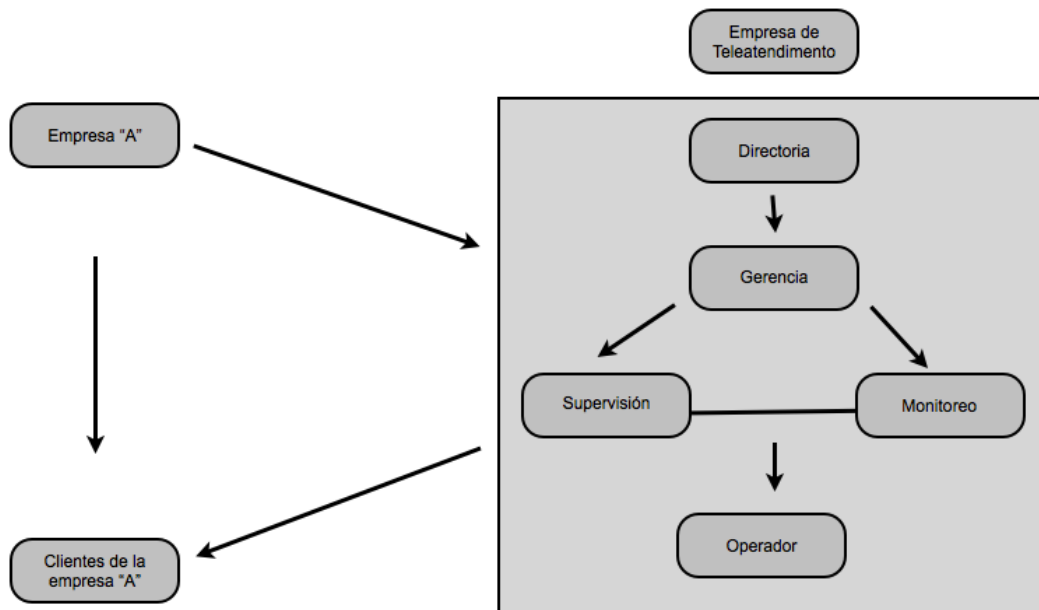 Empresa de
Teleatendimento
Empresa “A”
Directoria
Gerencia
Supervisión
Monitoreo
Operador
Clientes de la
empresa “A”